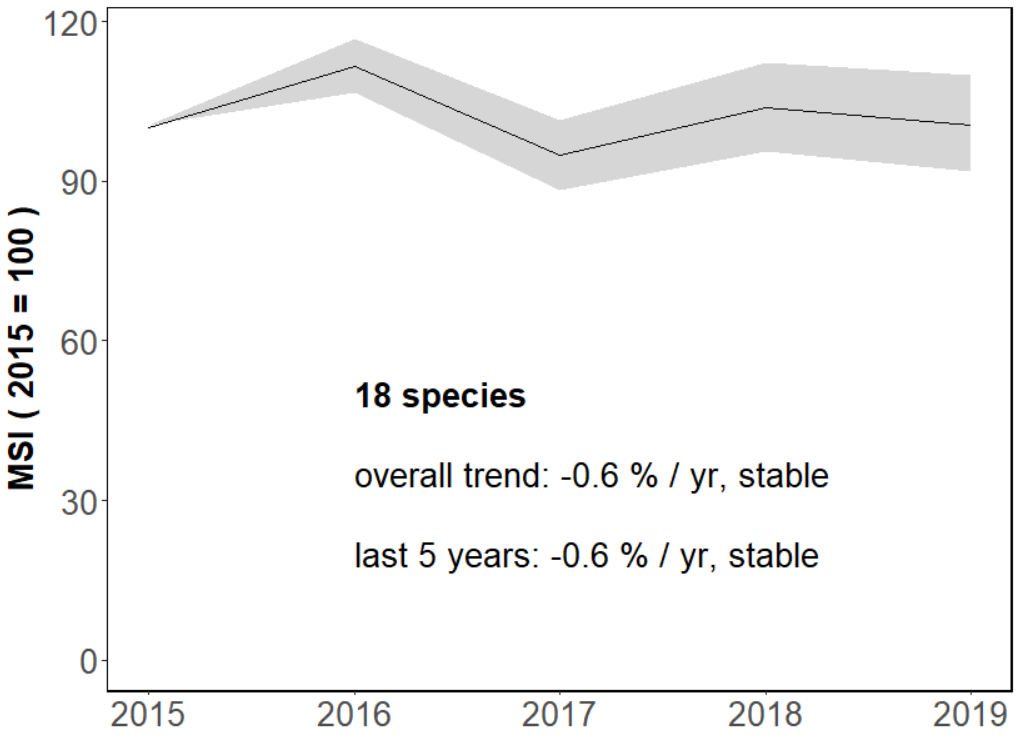 120
90
60
30
0
MSI ( 2015 = 100 )
18 species
overall trend: -0.6 % / yr, stable
last 5 years: -0.6 % / yr, stable
2015 2016 2017 2018 2019